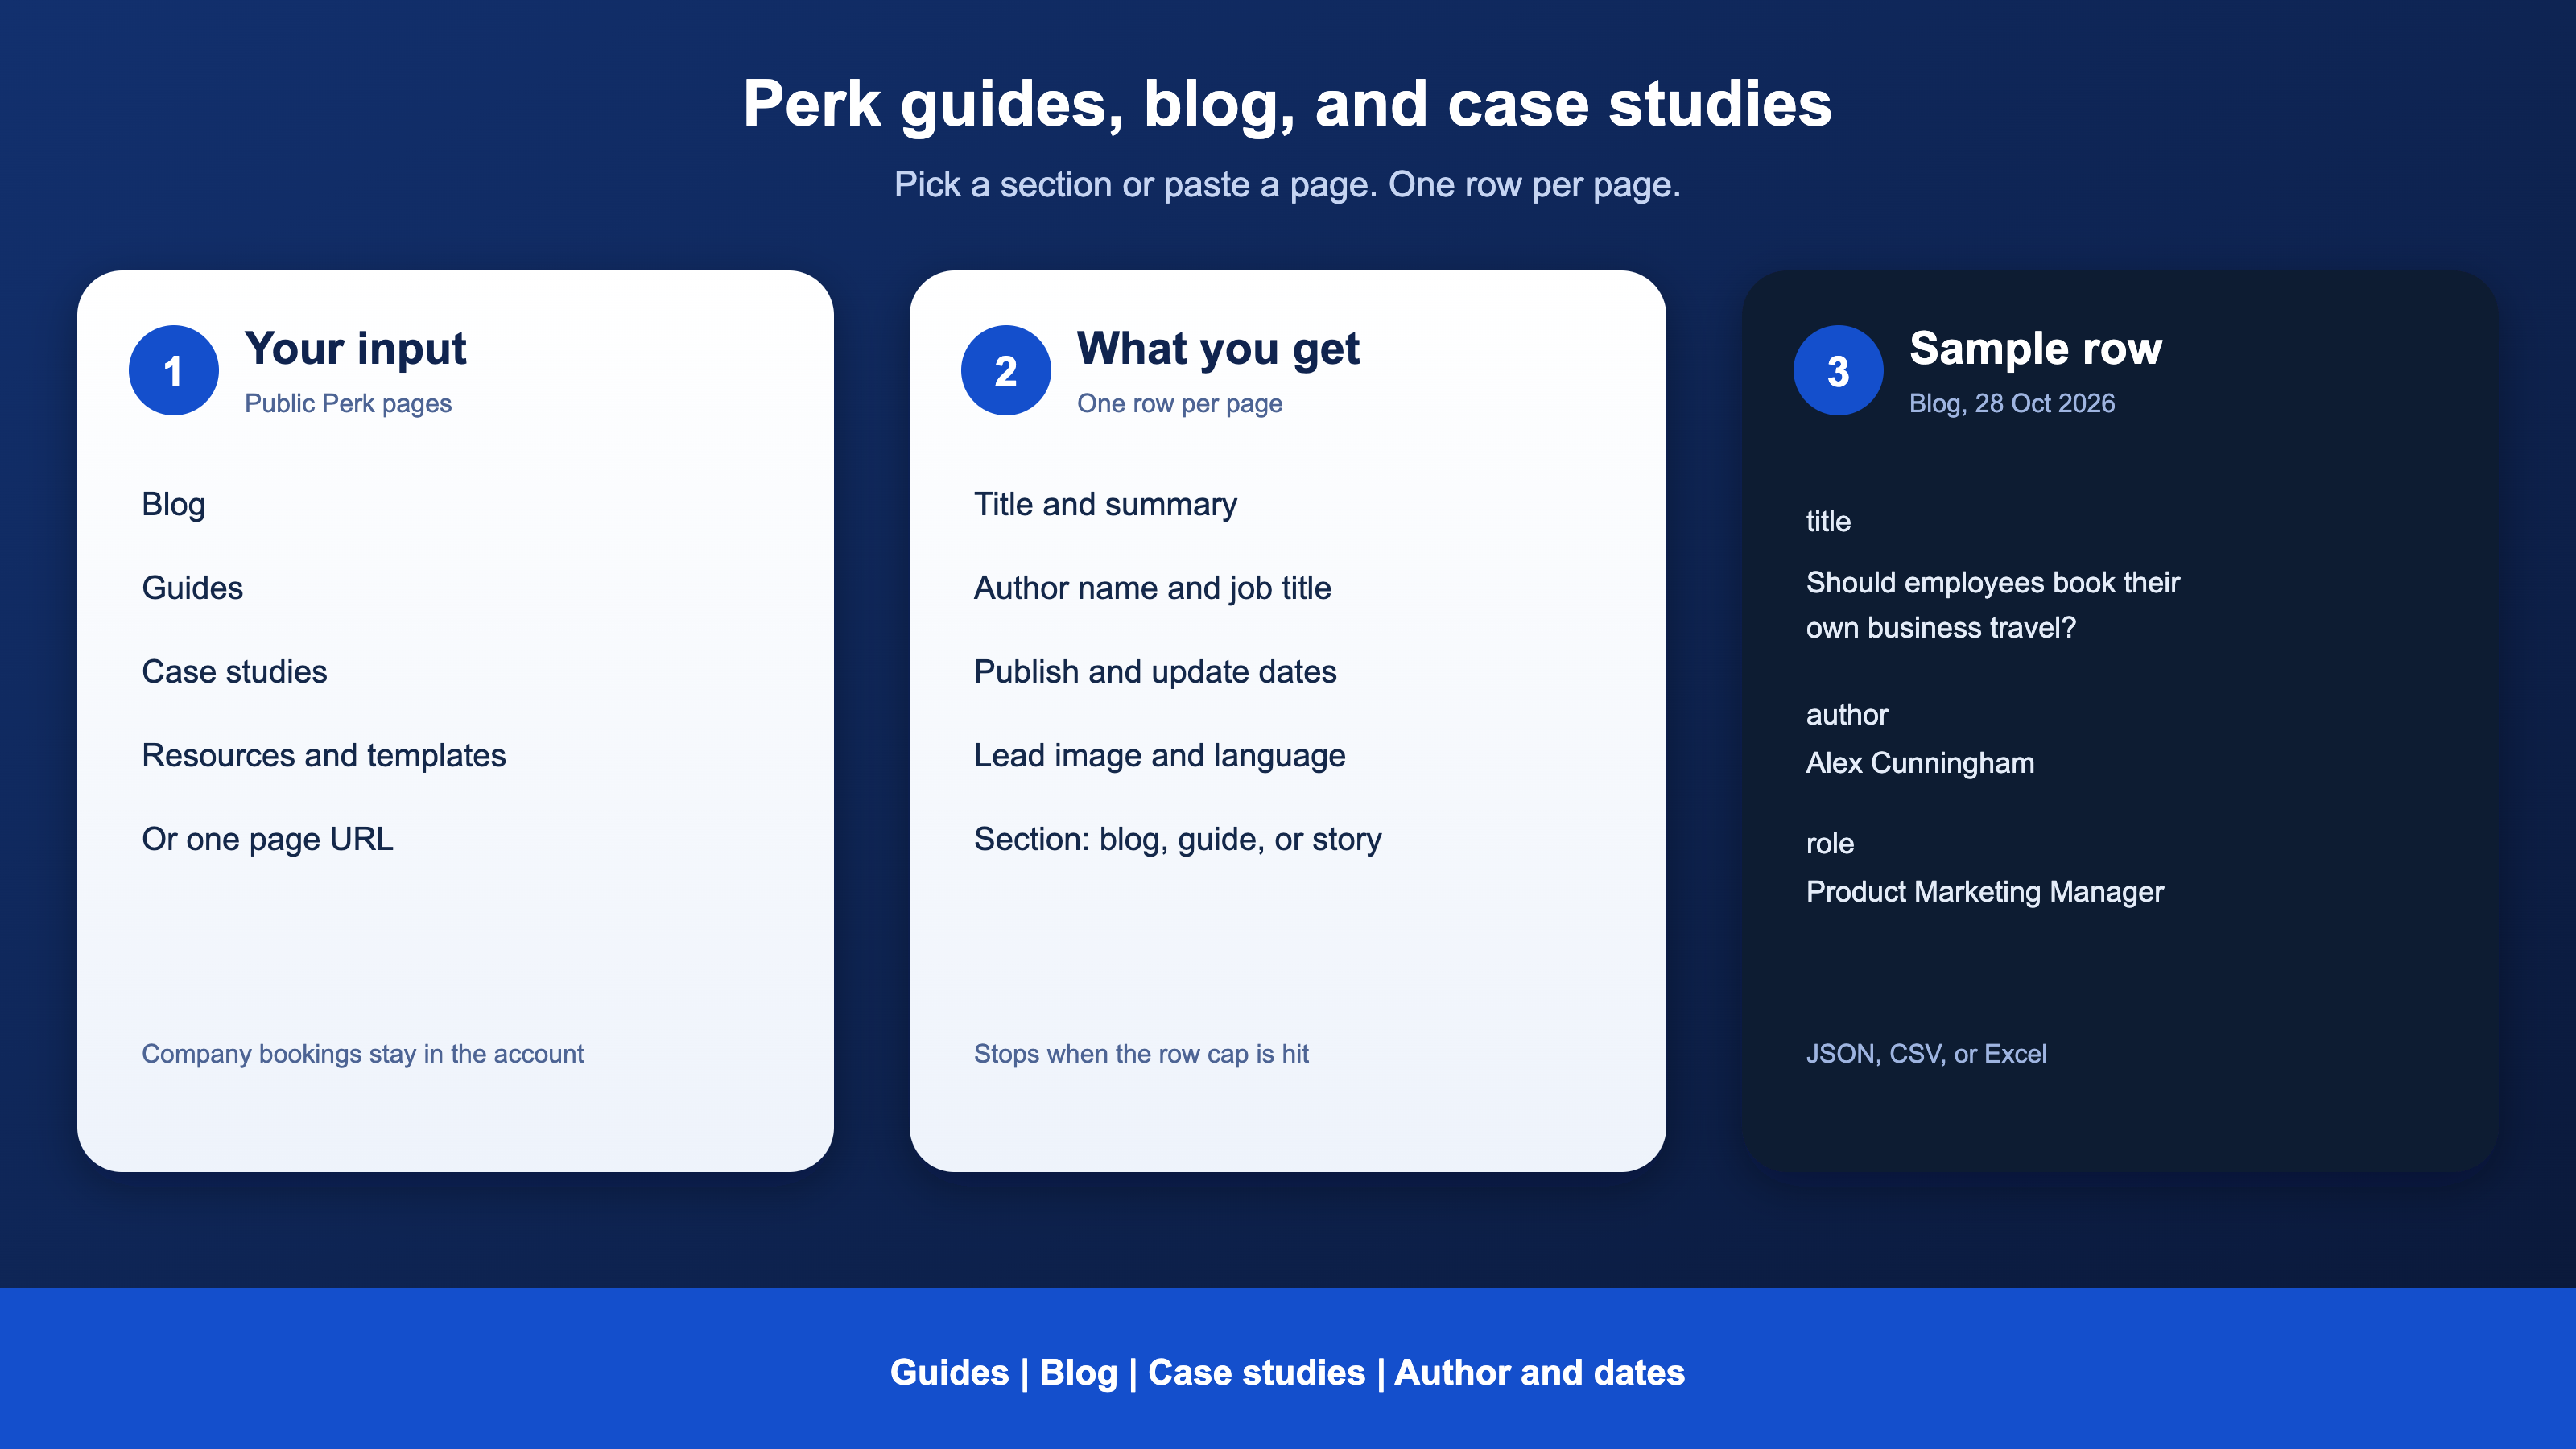 Perk guides, blog, and case studies
Pick a section or paste a page. One row per page.
1
Your input
Public Perk pages
Blog
Guides
Case studies
Resources and templates
Or one page URL
Company bookings stay in the account
2
What you get
One row per page
Title and summary
Author name and job title
Publish and update dates
Lead image and language
Section: blog, guide, or story
Stops when the row cap is hit
3
Sample row
Blog, 28 Oct 2026
title
Should employees book their
own business travel?
author
Alex Cunningham
role
Product Marketing Manager
JSON, CSV, or Excel
Guides | Blog | Case studies | Author and dates